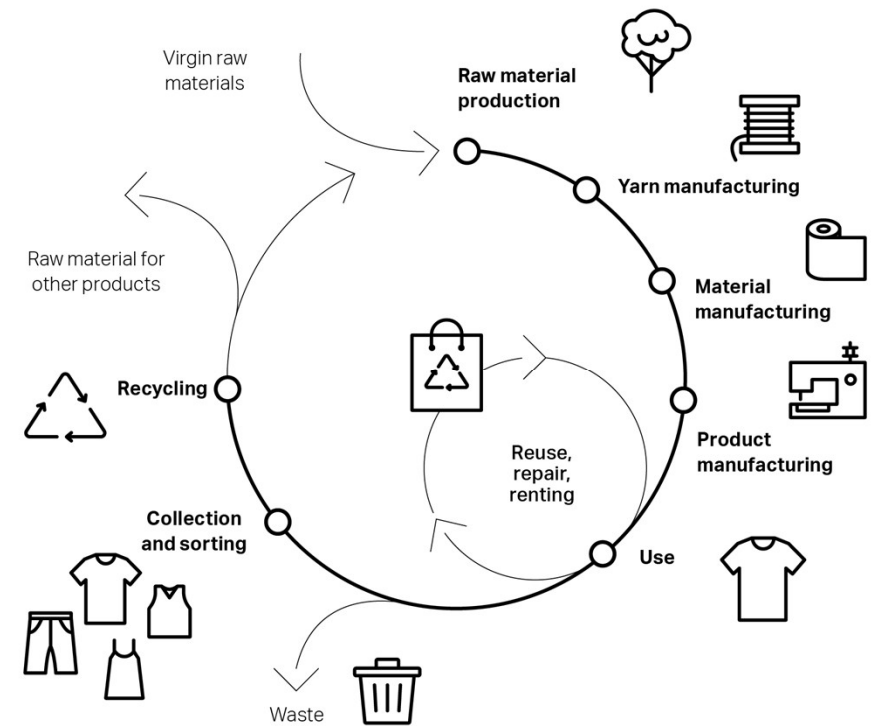 Virgin raw
materials
Raw material
production
Yarn manufacturing
Material
manufacturing
Product
manufacturing
Use
Reuse,
repair,
renting
Waste
Collection
and sorting
Recycling
Raw material for
other products